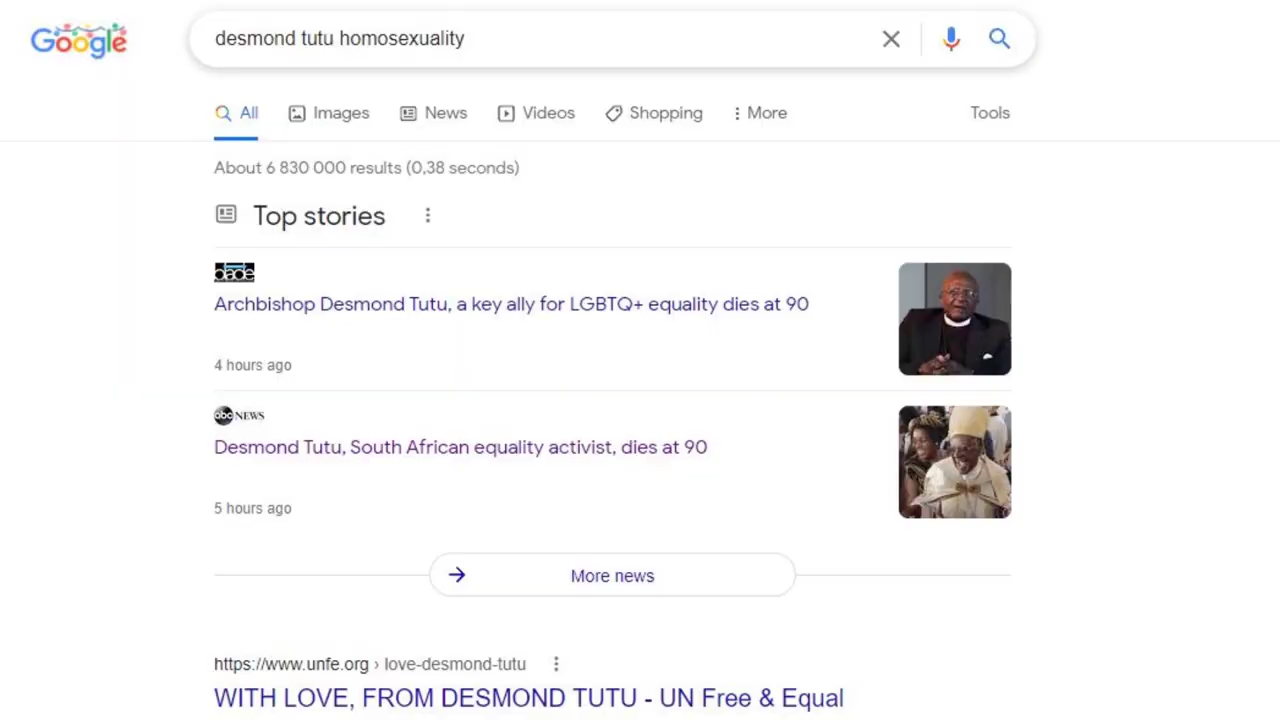 Google
desmond tutu homosexuality
All Images News Videos Shopping More Tools
About 6 830 000 results (0,38 seconds)
Top stories
dade
Archbishop Desmond Tutu, a key ally for LGBTQ+ equality dies at 90
4 hours ago
abc NEWS
Desmond Tutu, South African equality activist, dies at 90
5 hours ago
More news
https://www.unfe.org › love-desmond-tutu
WITH LOVE, FROM DESMOND TUTU - UN Free & Equal